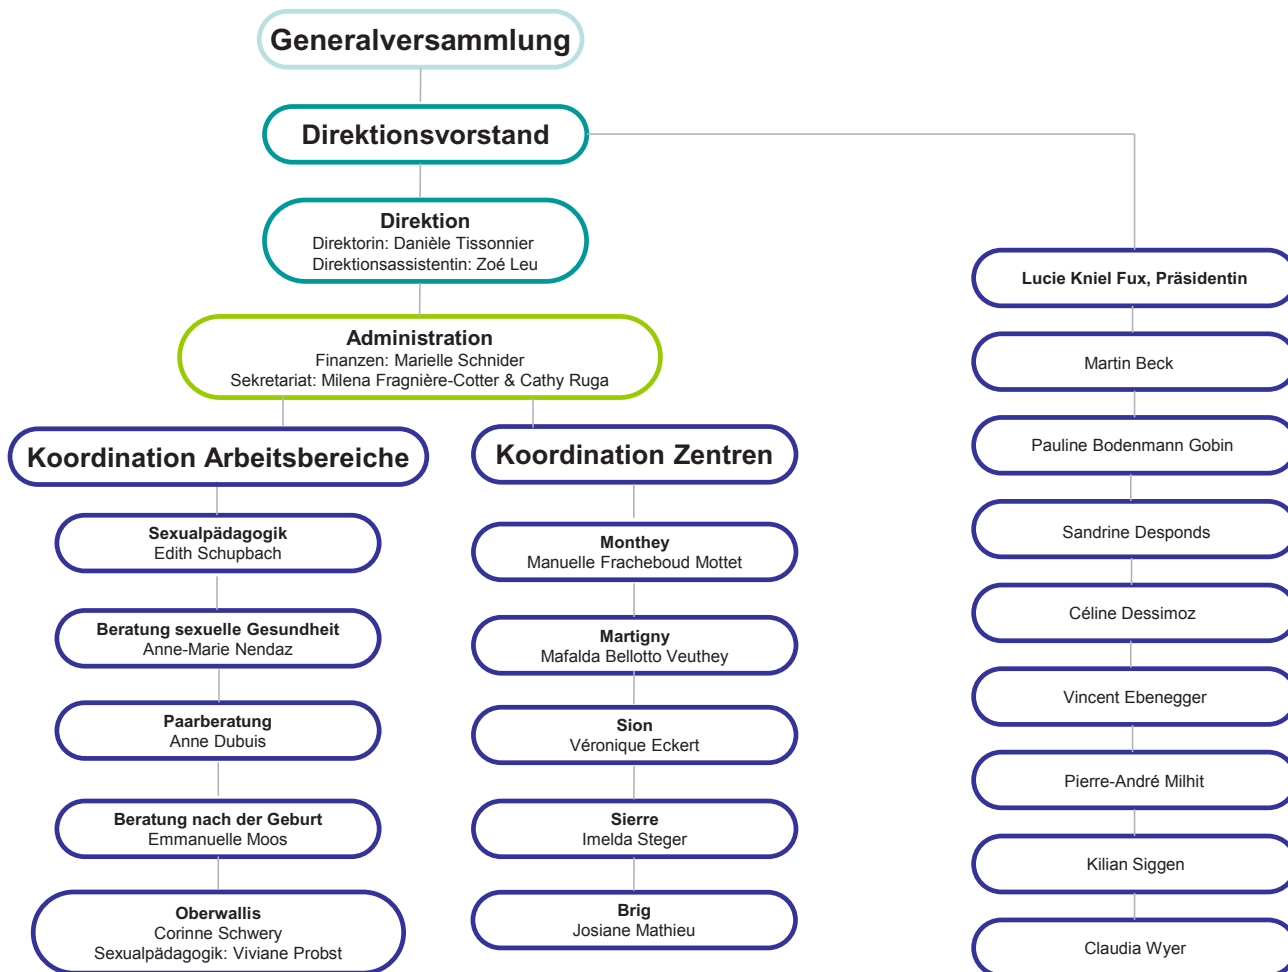 Generalversammlung
Direktionsvorstand
Direktion
Direktorin: Danièle Tissonnier
Direktionsassistentin: Zoé Leu
Administration
Finanzen: Marielle Schnider
Sekretariat: Milena Fragnière-Cotter & Cathy Ruga
Koordination Arbeitsbereiche
Sexualpädagogik
Edith Schupbach
Beratung sexuelle Gesundheit
Anne-Marie Nendaz
Paarberatung
Anne Dubuis
Beratung nach der Geburt
Emmanuelle Moos
Oberwallis
Corinne Schwery
Sexualpädagogik: Viviane Probst
Koordination Zentren
Monthey
Manuelle Fracheboud Mottet
Martigny
Mafalda Bellotto Veuthey
Sion
Véronique Eckert
Sierre
Imelda Steger
Brig
Josiane Mathieu
Lucie Kniel Fux, Präsidentin
Martin Beck
Pauline Bodenmann Gobin
Sandrine Desponds
Céline Dessimoz
Vincent Ebenegger
Pierre-André Milhit
Kilian Siggen
Claudia Wyer